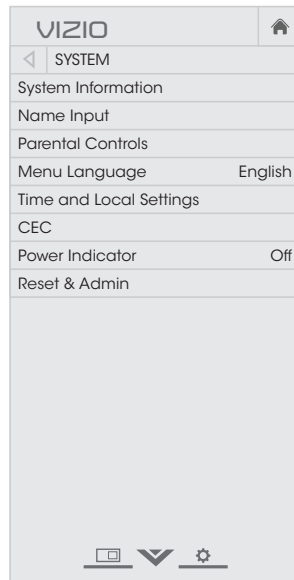 VIZIO
SYSTEM
System Information
Name Input
Parental Controls
Menu Language English
Time and Local Settings
CEC
Power Indicator Off
Reset & Admin